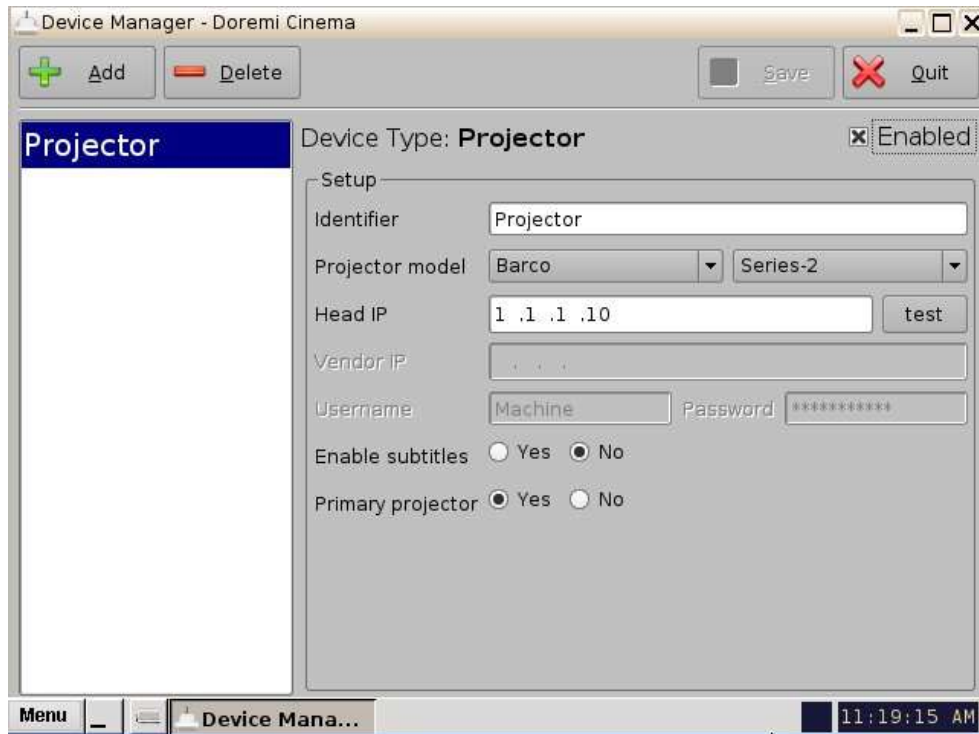 Device Manager - Doremi Cinema
Add Delete Save Quit
Projector
Device Type: Projector Enabled
Setup
Identifier Projector
Projector model Barco Series-2
Head IP 1 .1 .1 .10 test
Vendor IP . . .
Username Machine Password ***********
Enable subtitles Yes No
Primary projector Yes No
Menu Device Mana... 11:19:15 AM